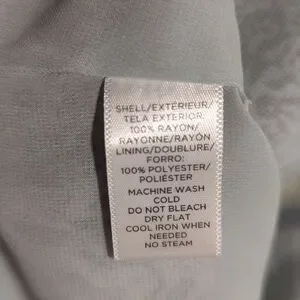 SHELL/EXTÉRIEUR/
TELA EXTERIOR:
100% RAYON/
RAYONNE/RAYÓN
LINING/DOUBLURE/
FORRO:
100% POLYESTER/
POLIÉSTER
MACHINE WASH
COLD
DO NOT BLEACH
DRY FLAT
COOL IRON WHEN
NEEDED
NO STEAM